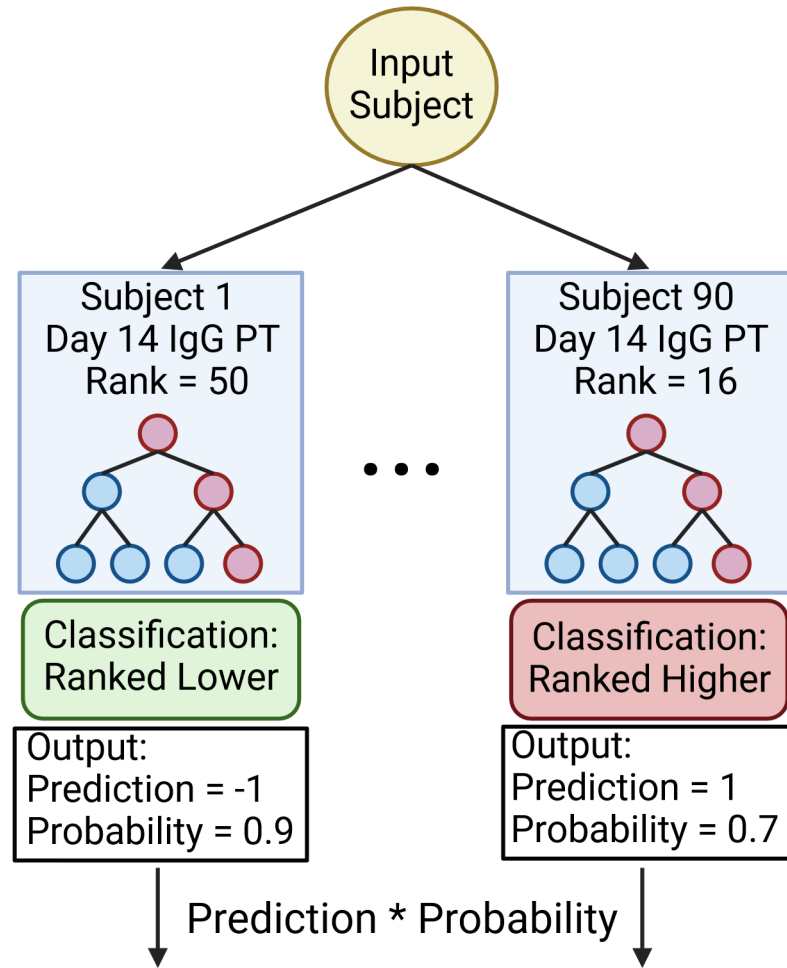 Input
Subject
Subject 1
Day 14 IgG PT
Rank = 50
Subject 90
Day 14 IgG PT
Rank = 16
...
Classification:
Ranked Lower
Classification:
Ranked Higher
Output:
Prediction = -1
Probability = 0.9
Output:
Prediction = 1
Probability = 0.7
Prediction * Probability